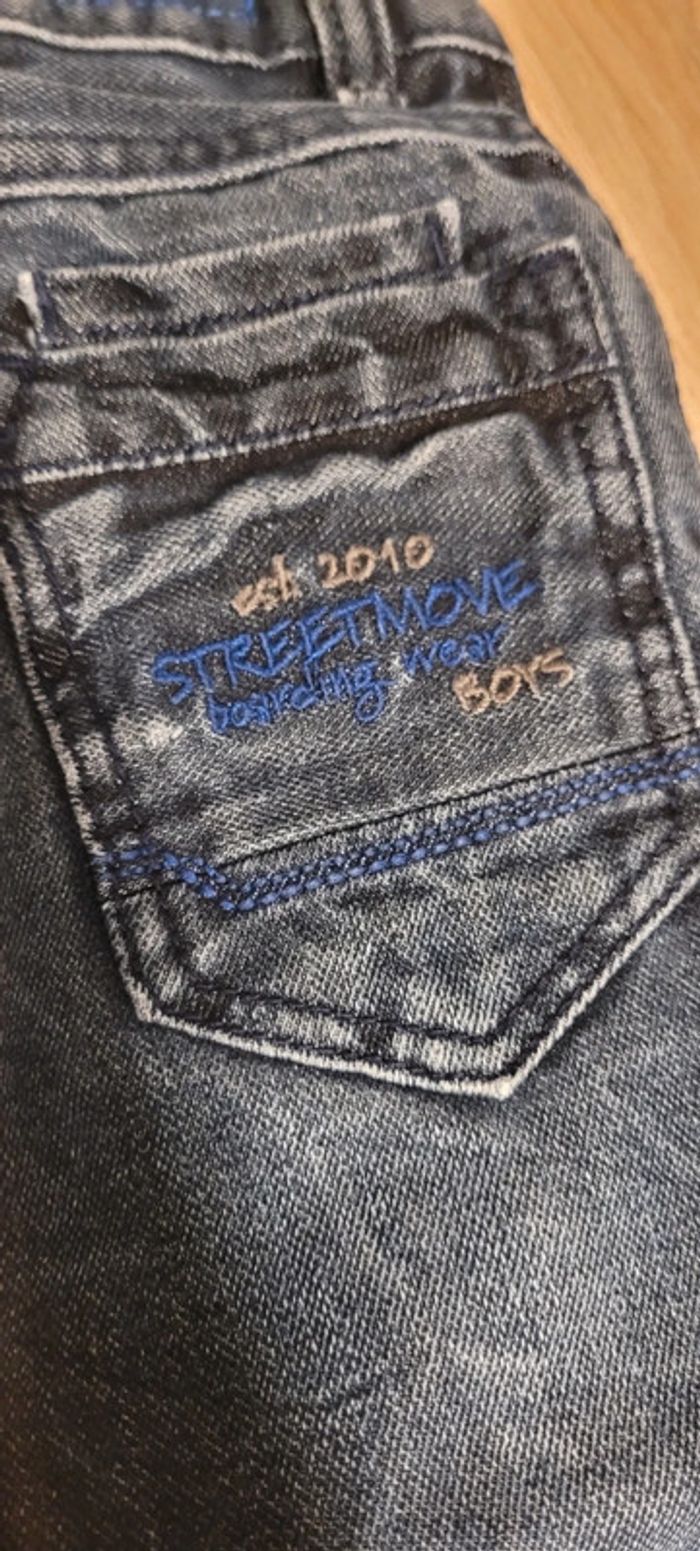 est. 2010
STREETMOVE
boarding wear
BOYS